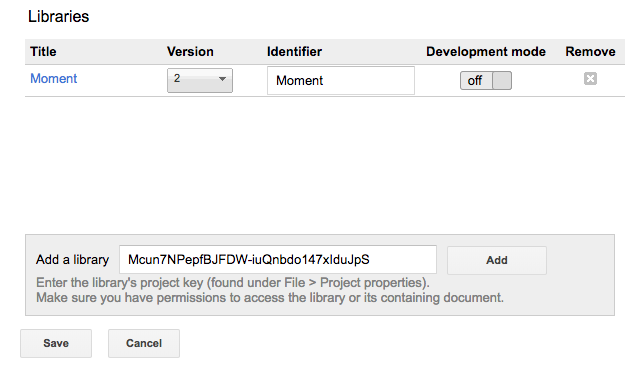 Libraries
Title Version Identifier Development mode Remove
Moment 2 Moment off
Add a library Mcun7NPepfBJFDW-iuQnbdo147xIduJpS Add
Enter the library's project key (found under File > Project properties).
Make sure you have permissions to access the library or its containing document.
Save Cancel